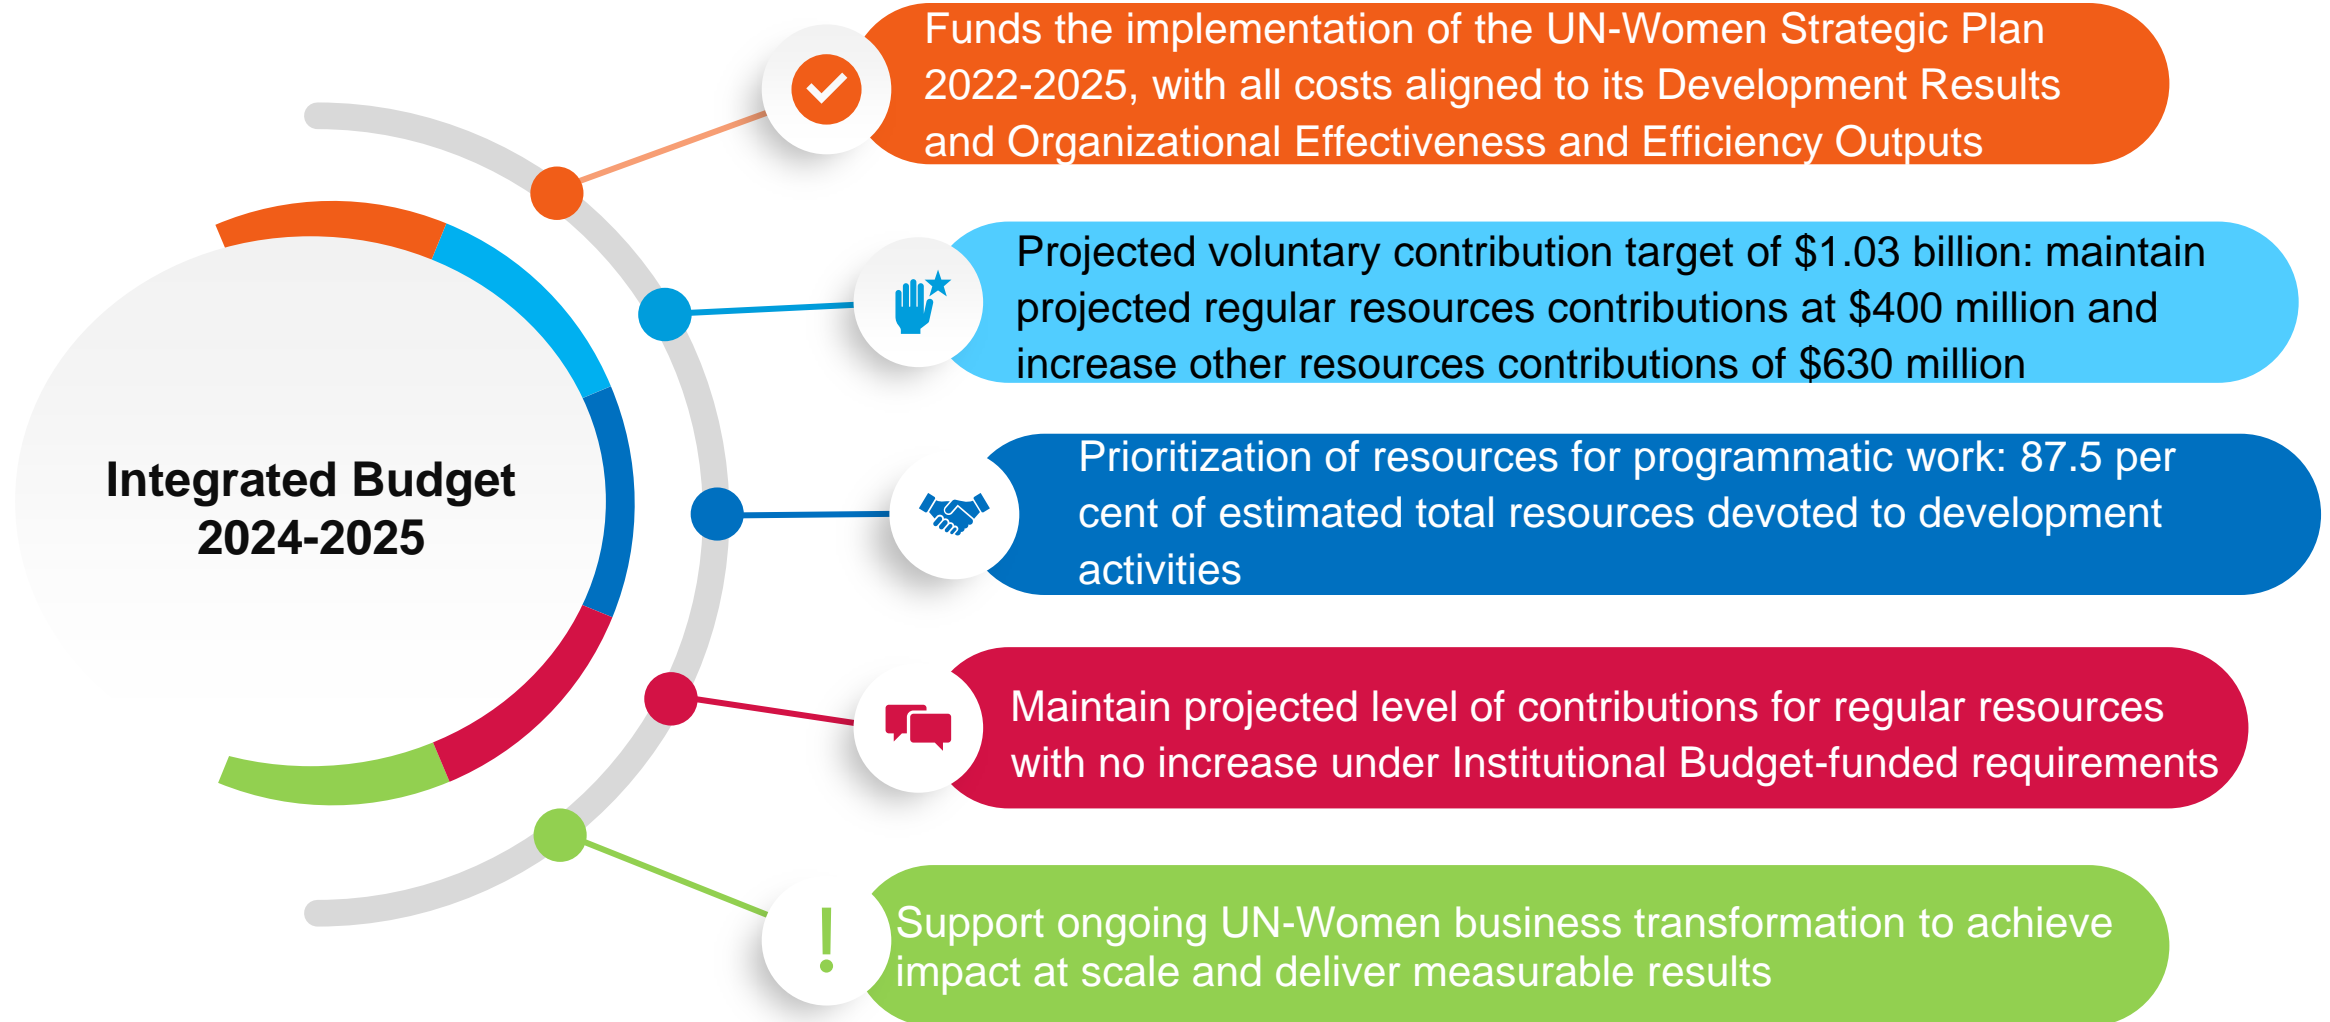 Integrated Budget
2024-2025
Funds the implementation of the UN-Women Strategic Plan
2022-2025, with all costs aligned to its Development Results
and Organizational Effectiveness and Efficiency Outputs
Projected voluntary contribution target of $1.03 billion: maintain
projected regular resources contributions at $400 million and
increase other resources contributions of $630 million
Prioritization of resources for programmatic work: 87.5 per
cent of estimated total resources devoted to development
activities
Maintain projected level of contributions for regular resources
with no increase under Institutional Budget-funded requirements
Support ongoing UN-Women business transformation to achieve
impact at scale and deliver measurable results